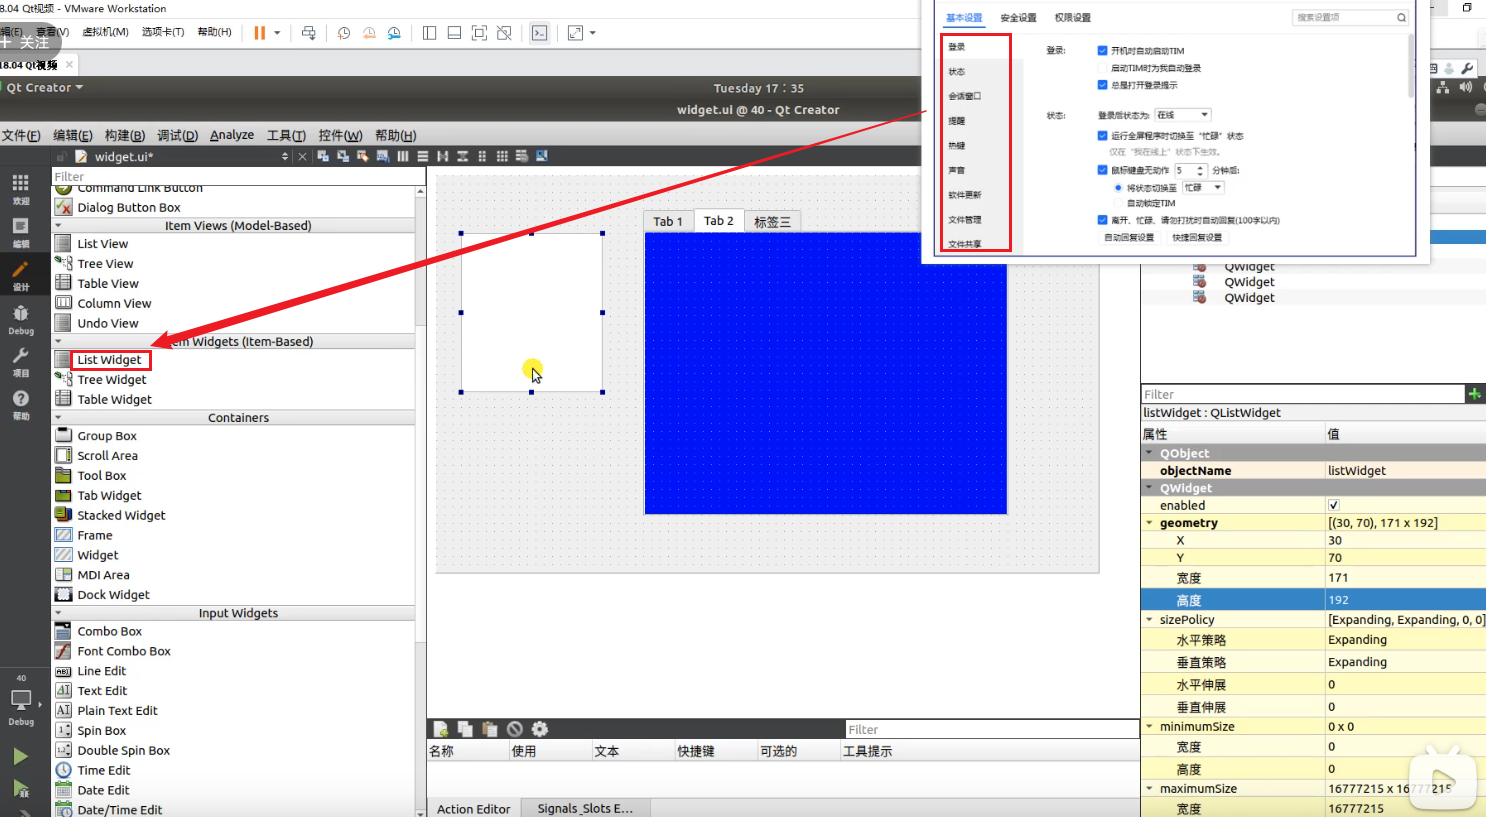 18.04 Qt视频 - VMware Workstation
编辑(E) 查看(V) 虚拟机(M) 选项卡(T) 帮助(H)
+ 关注
18.04 Qt视频
Qt Creator
Tuesday 17：35
widget.ui @ 40 - Qt Creator
文件(F) 编辑(E) 构建(B) 调试(D) Analyze 工具(T) 控件(W) 帮助(H)
widget.ui*
欢迎
编辑
设计
Debug
项目
帮助
40
Debug
Filter
Command Link Button
Dialog Button Box
Item Views (Model-Based)
List View
Tree View
Table View
Column View
Undo View
Item Widgets (Item-Based)
List Widget
Tree Widget
Table Widget
Containers
Group Box
Scroll Area
Tool Box
Tab Widget
Stacked Widget
Frame
Widget
MDI Area
Dock Widget
Input Widgets
Combo Box
Font Combo Box
Line Edit
Text Edit
Plain Text Edit
Spin Box
Double Spin Box
Time Edit
Date Edit
Date/Time Edit
Tab 1 Tab 2 标签三
基本设置 安全设置 权限设置 搜索设置项
登录
状态
会话窗口
提醒
热键
声音
软件更新
文件管理
文件共享
登录: 开机时自动启动TIM
启动TIM时为我自动登录
总是打开登录提示
状态: 登录后状态为: 在线
运行全屏程序时切换至“忙碌”状态
仅在“我在线上”状态下生效。
鼠标键盘无动作 5 分钟后:
将状态切换至 忙碌
自动锁定TIM
离开、忙碌、请勿打扰时自动回复(100字以内)
自动回复设置 快捷回复设置
QWidget
QWidget
QWidget
Filter
listWidget : QListWidget
属性 值
QObject
objectName listWidget
QWidget
enabled
geometry [(30, 70), 171 x 192]
X 30
Y 70
宽度 171
高度 192
sizePolicy [Expanding, Expanding, 0, 0]
水平策略 Expanding
垂直策略 Expanding
水平伸展 0
垂直伸展 0
minimumSize 0 x 0
宽度 0
高度 0
maximumSize 16777215 x 16777215
宽度 16777215
Filter
名称 使用 文本 快捷键 可选的 工具提示
Action Editor Signals_Slots E...